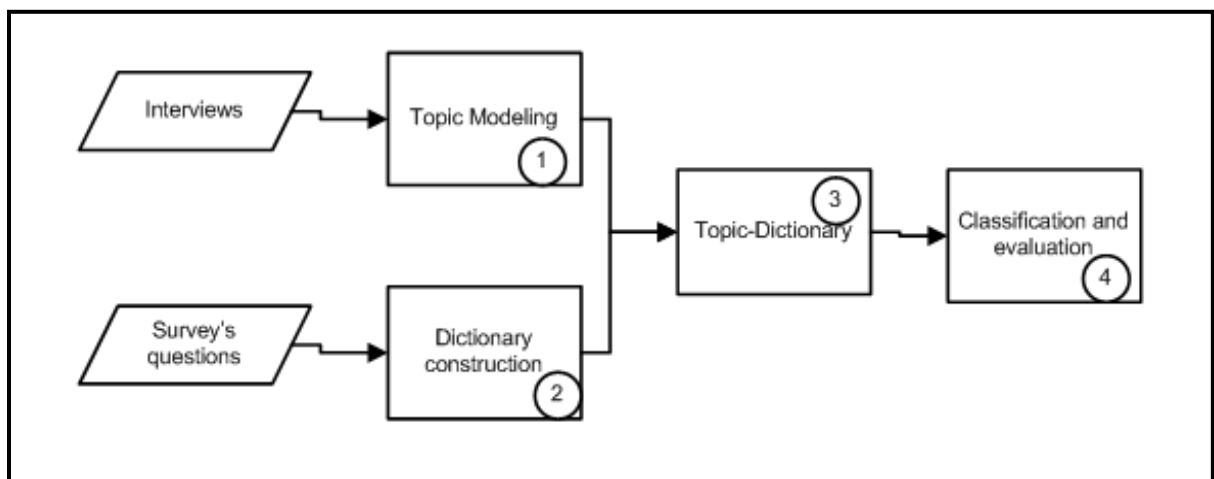 Interviews
Topic Modeling
1
Survey's
questions
Dictionary
construction
2
Topic-Dictionary
3
Classification and
evaluation
4